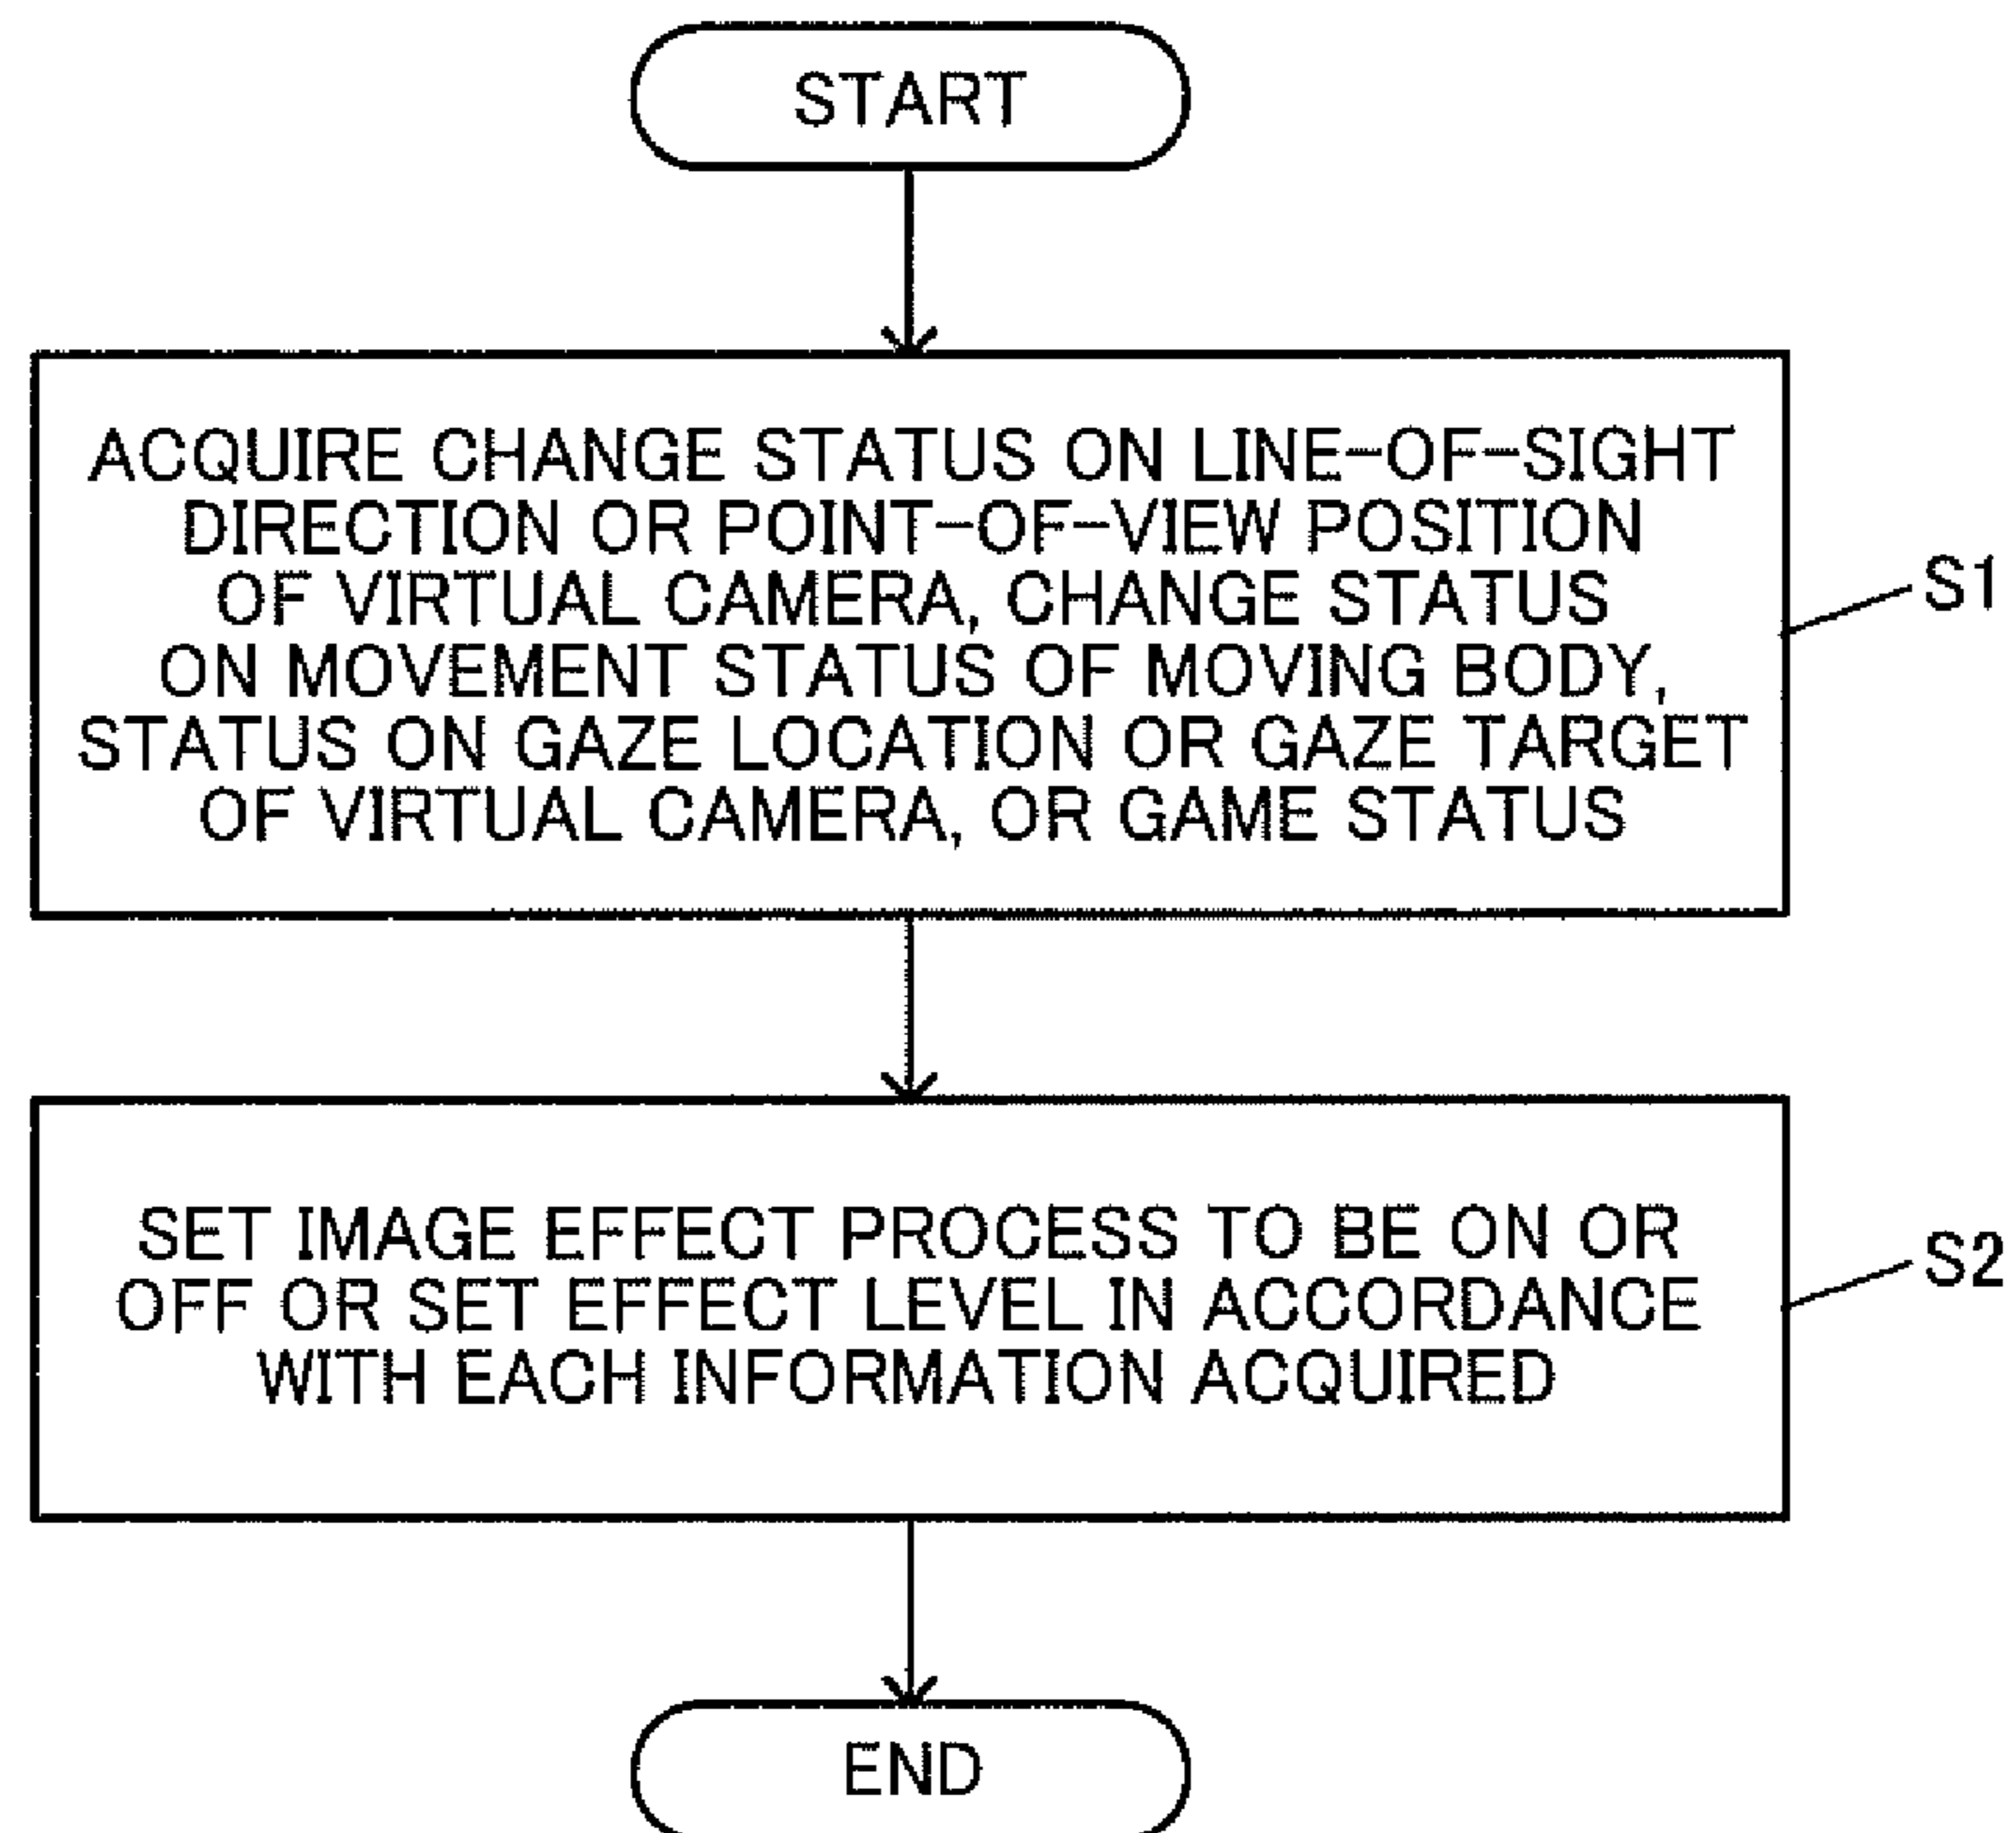 START
ACQUIRE CHANGE STATUS ON LINE-OF-SIGHT
DIRECTION OR POINT-OF-VIEW POSITION
OF VIRTUAL CAMERA, CHANGE STATUS
ON MOVEMENT STATUS OF MOVING BODY,
STATUS ON GAZE LOCATION OR GAZE TARGET
OF VIRTUAL CAMERA, OR GAME STATUS
S1
SET IMAGE EFFECT PROCESS TO BE ON OR
OFF OR SET EFFECT LEVEL IN ACCORDANCE
WITH EACH INFORMATION ACQUIRED
S2
END